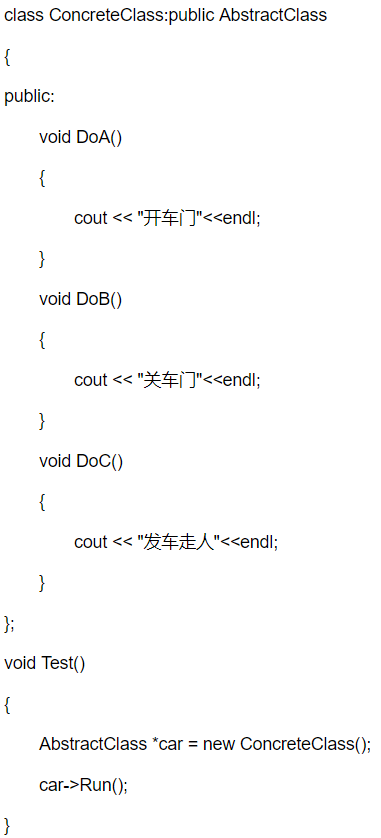 class ConcreteClass:public AbstractClass
{
public:
void DoA()
{
cout << "开车门"<<endl;
}
void DoB()
{
cout << "关车门"<<endl;
}
void DoC()
{
cout << "发车走人"<<endl;
}
};
void Test()
{
AbstractClass *car = new ConcreteClass();
car->Run();
}